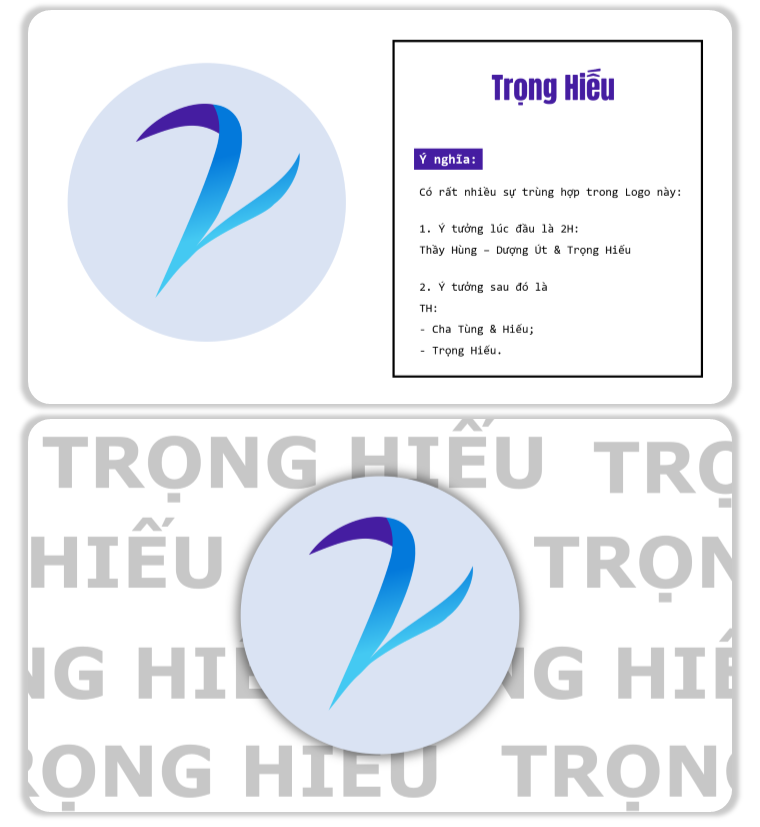 Trọng Hiếu
Ý nghĩa:
Có rất nhiều sự trùng hợp trong Logo này:
1. Ý tưởng lúc đầu là 2H:
Thầy Hùng – Dượng Út & Trọng Hiếu
2. Ý tưởng sau đó là
TH:
- Cha Tùng & Hiếu;
- Trọng Hiếu.
TRỌNG HIẾU TRỌ
HIẾU TRỌN
NG HIẾ NG HIẾ
RỌNG HIẾU TRỌNG